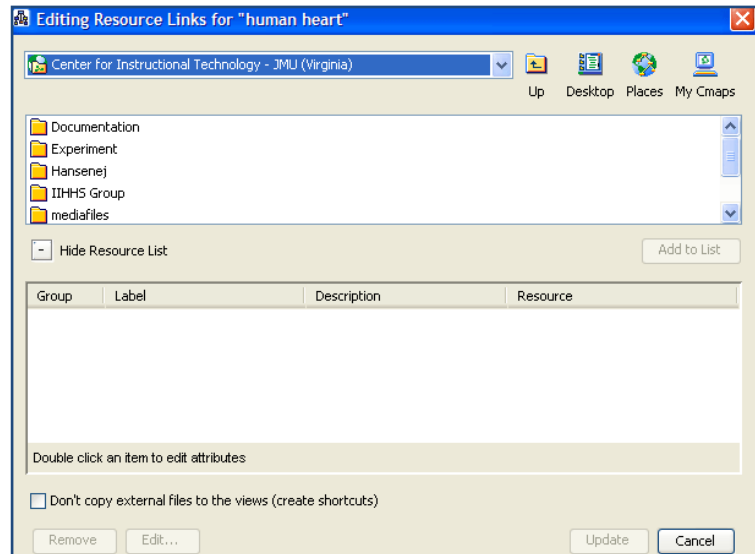 Editing Resource Links for "human heart"
Center for Instructional Technology - JMU (Virginia)
Up Desktop Places My Cmaps
Documentation
Experiment
Hansenej
IIHHS Group
mediafiles
- Hide Resource List Add to List
Group Label Description Resource
Double click an item to edit attributes
Don't copy external files to the views (create shortcuts)
Remove Edit... Update Cancel